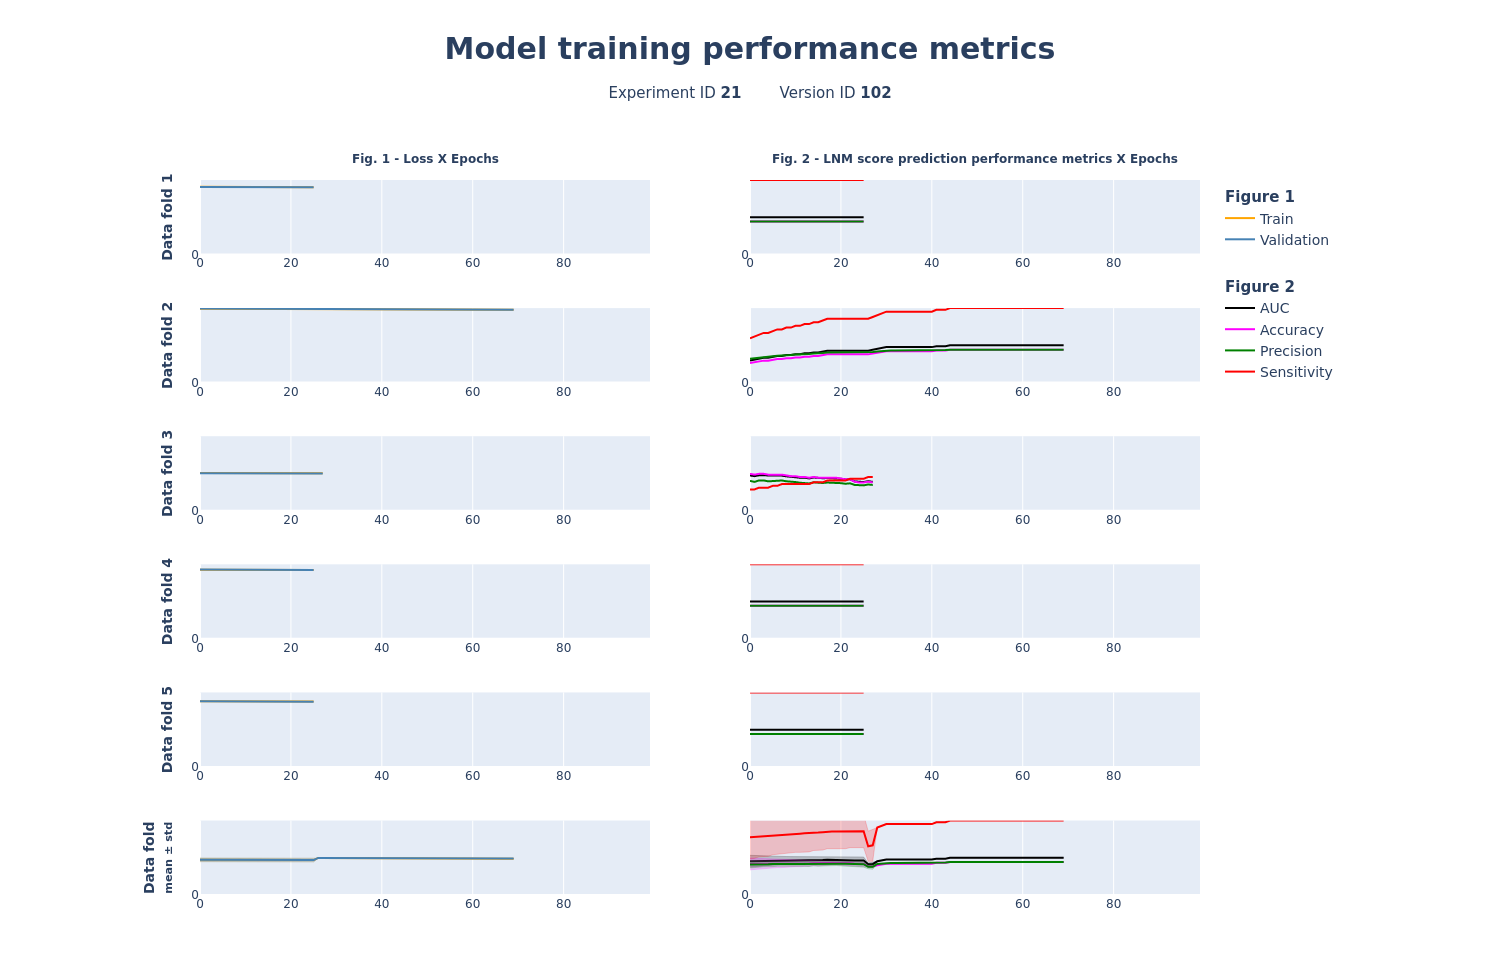 Model training performance metrics
Experiment ID 21 Version ID 102
Fig. 1 - Loss X Epochs
Fig. 2 - LNM score prediction performance metrics X Epochs
Data fold 1
0
0 20 40 60 80
0
0 20 40 60 80
Figure 1
Train
Validation
Figure 2
AUC
Accuracy
Precision
Sensitivity
Data fold 2
0
0 20 40 60 80
0
0 20 40 60 80
Data fold 3
0
0 20 40 60 80
0
0 20 40 60 80
Data fold 4
0
0 20 40 60 80
0
0 20 40 60 80
Data fold 5
0
0 20 40 60 80
0
0 20 40 60 80
Data fold
mean ± std
0
0 20 40 60 80
0
0 20 40 60 80